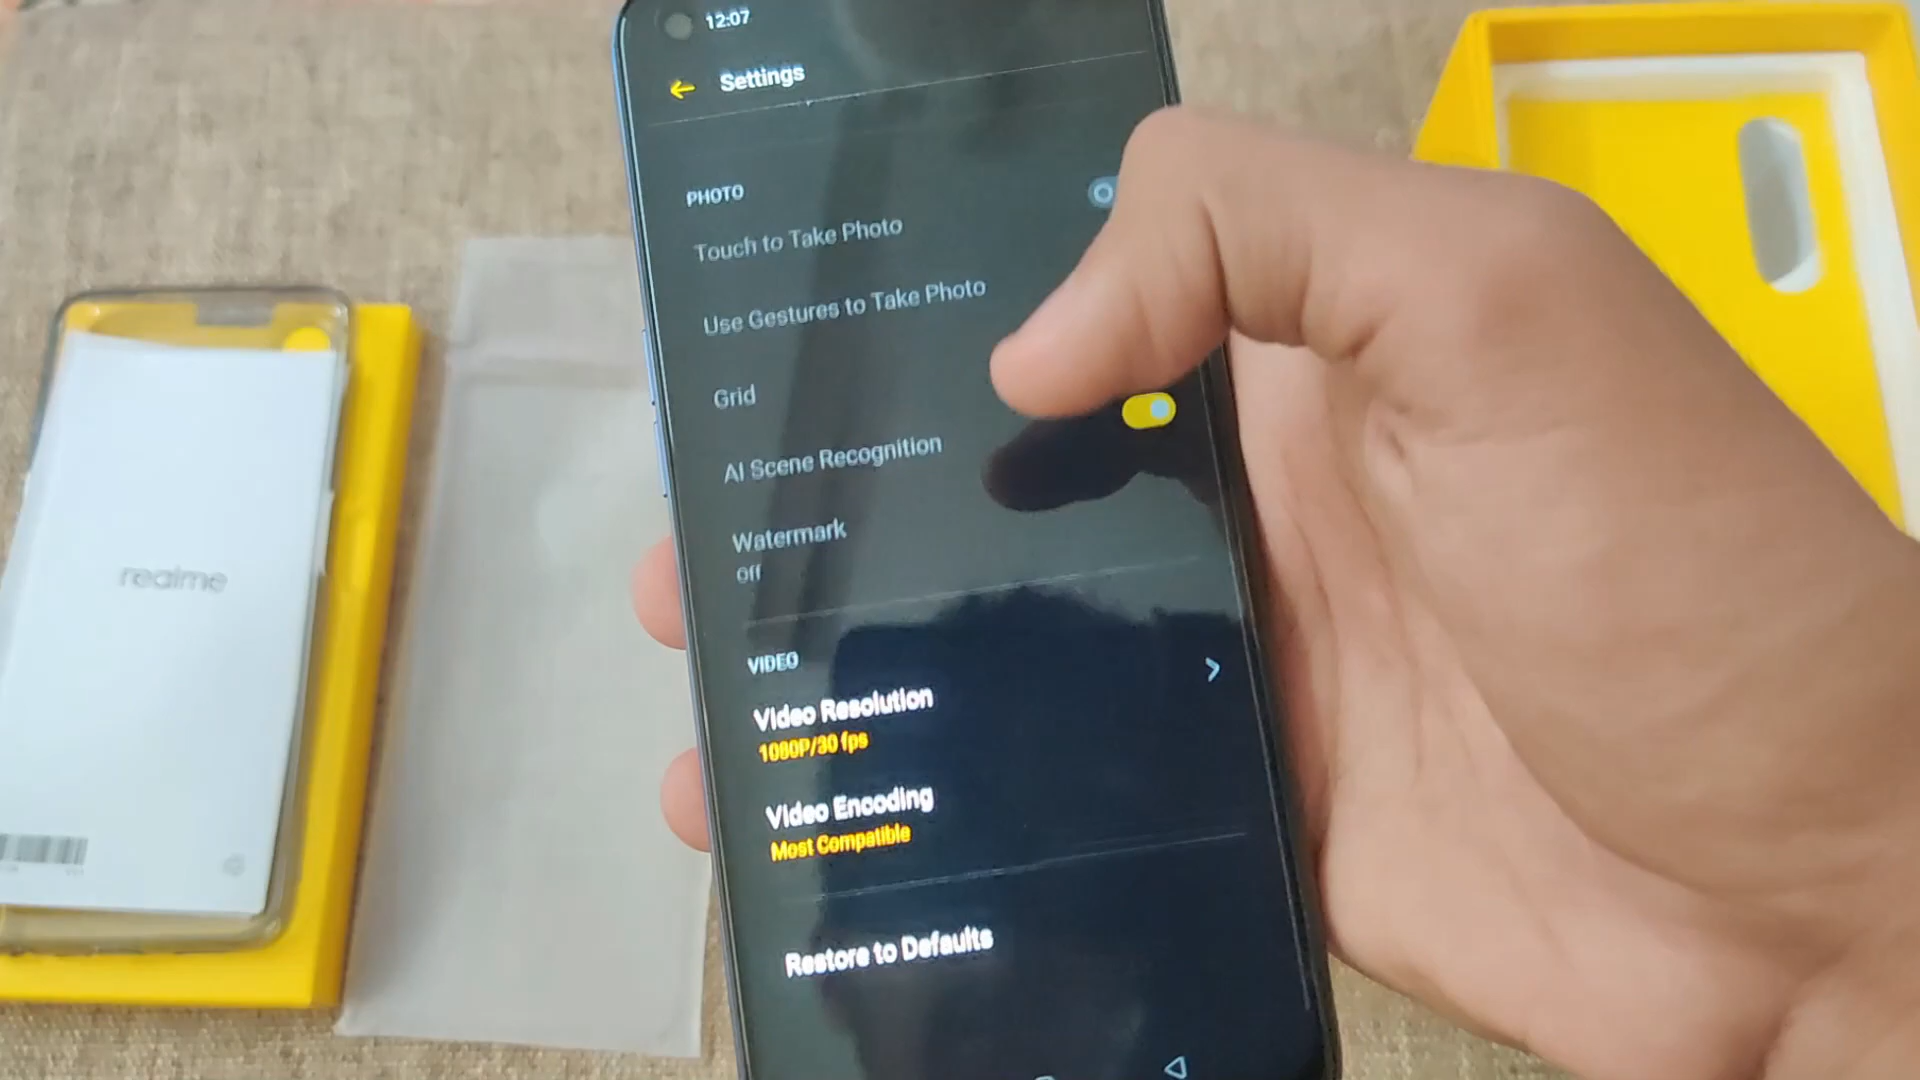 12:07
Settings
PHOTO
Touch to Take Photo
Use Gestures to Take Photo
Grid
AI Scene Recognition
Watermark
Off
VIDEO
Video Resolution
1080P/30 fps
Video Encoding
Most Compatible
Restore to Defaults
realme